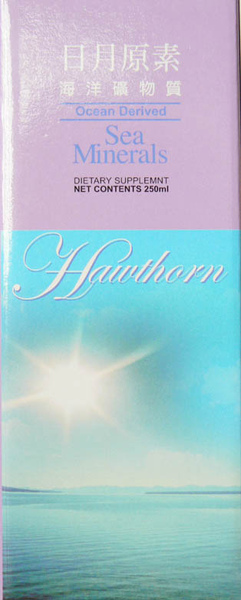 日月原素
海洋礦物質
Ocean Derived
Sea
Minerals
DIETARY SUPPLEMNT
NET CONTENTS 250ml
Hawthorn